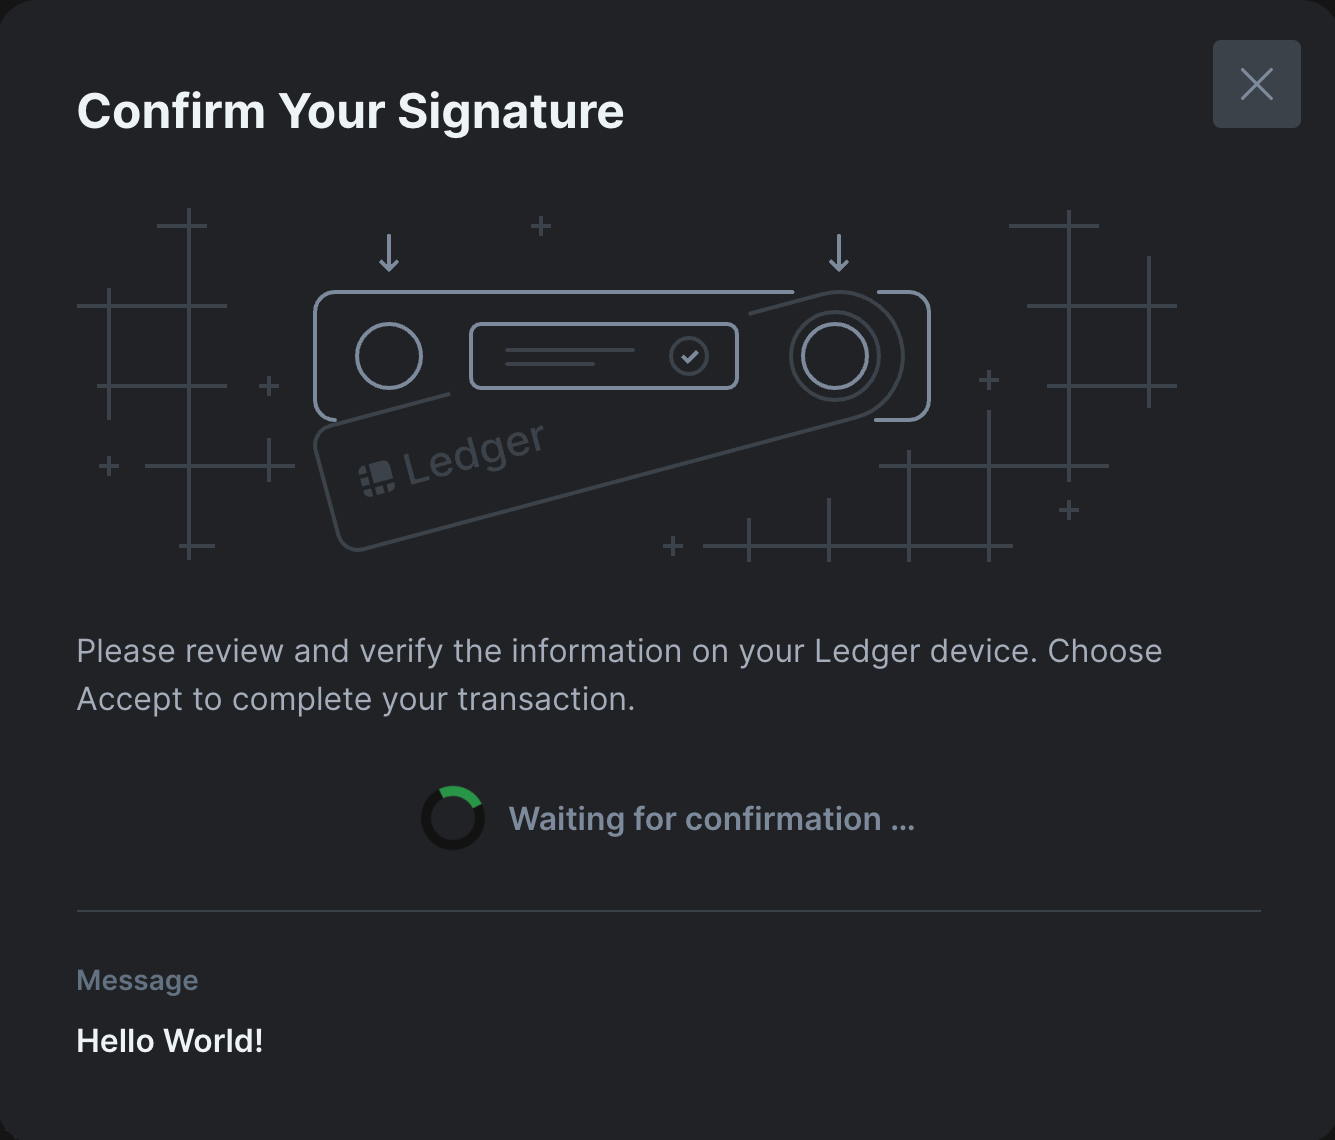 Confirm Your Signature
Ledger
Please review and verify the information on your Ledger device. Choose
Accept to complete your transaction.
Waiting for confirmation ...
Message
Hello World!